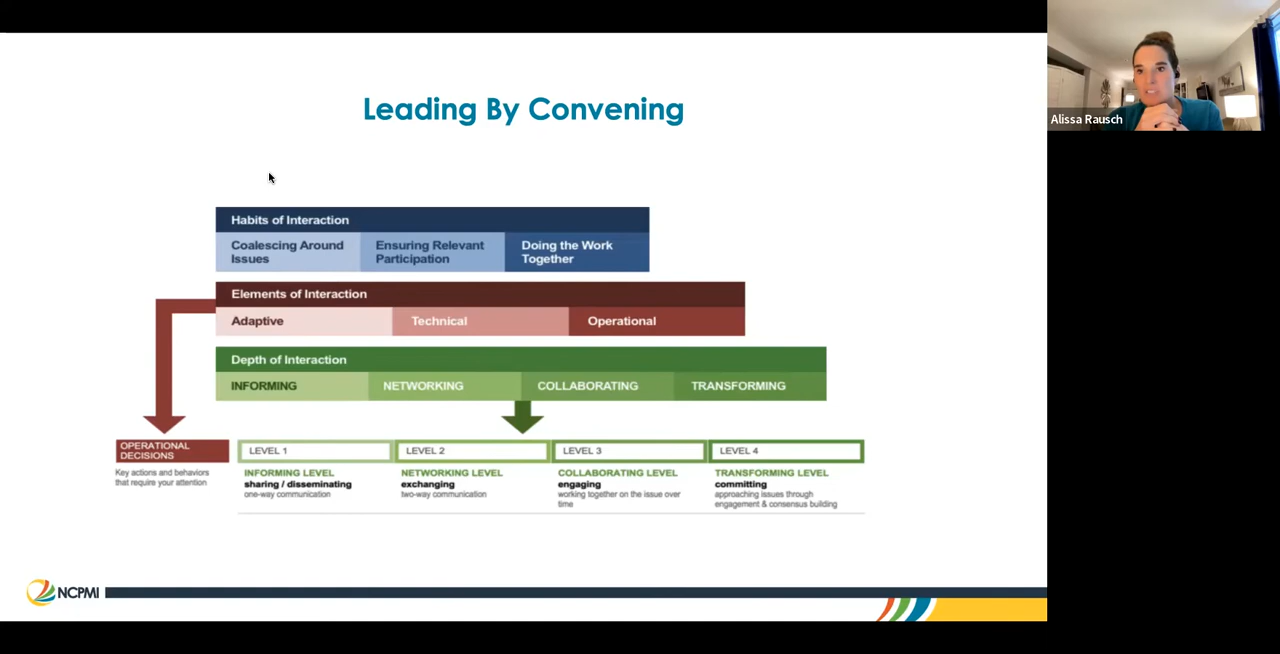 Leading By Convening
Alissa Rausch
Habits of Interaction
Coalescing Around
Issues
Ensuring Relevant
Participation
Doing the Work
Together
Elements of Interaction
Adaptive
Technical
Operational
Depth of Interaction
INFORMING
NETWORKING
COLLABORATING
TRANSFORMING
OPERATIONAL
DECISIONS
Key actions and behaviors
that require your attention
LEVEL 1
INFORMING LEVEL
sharing / disseminating
one-way communication
LEVEL 2
NETWORKING LEVEL
exchanging
two-way communication
LEVEL 3
COLLABORATING LEVEL
engaging
working together on the issue over
time
LEVEL 4
TRANSFORMING LEVEL
committing
approaching issues through
engagement & consensus building
NCPMI